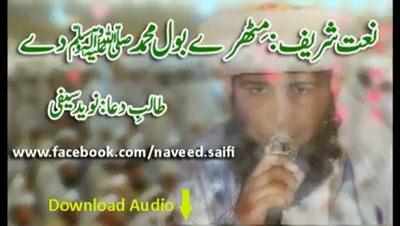 نعت شریف: مٹھڑے بول محمد ﷺ دے
طالبِ دعا: نوید سیفی
www.facebook.com/naveed.saifi
Download Audio